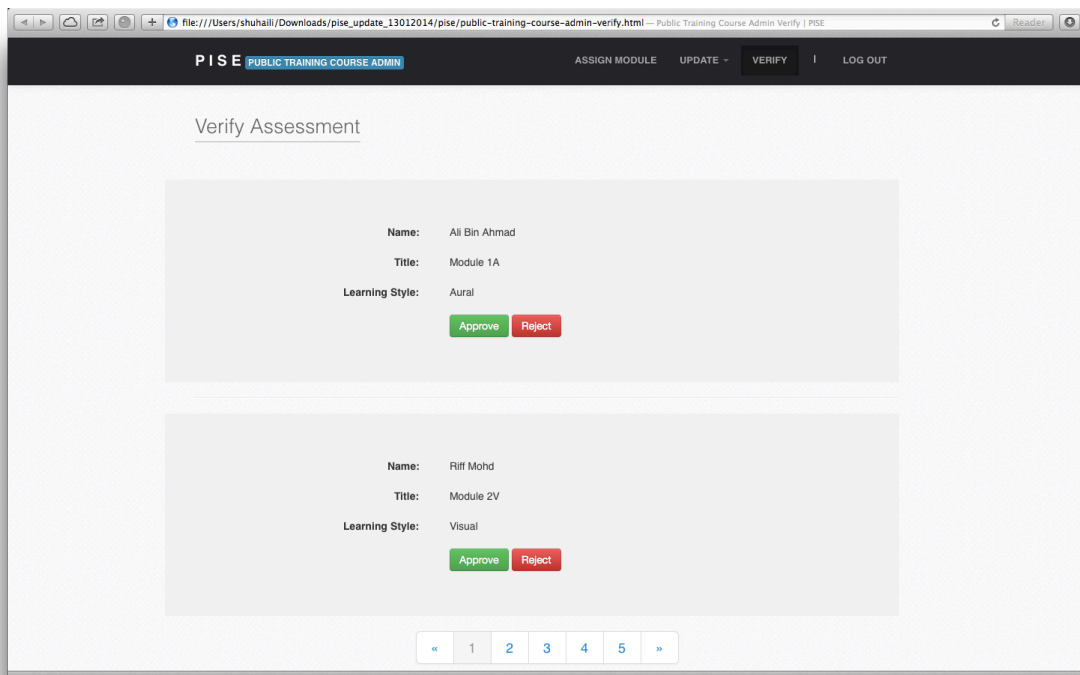 file:///Users/shuhaili/Downloads/pise_update_13012014/pise/public-training-course-admin-verify.html — Public Training Course Admin Verify | PISE
Reader
PISE PUBLIC TRAINING COURSE ADMIN
ASSIGN MODULE UPDATE VERIFY | LOG OUT
Verify Assessment
Name: Ali Bin Ahmad
Title: Module 1A
Learning Style: Aural
Approve Reject
Name: Riff Mohd
Title: Module 2V
Learning Style: Visual
Approve Reject
« 1 2 3 4 5 »